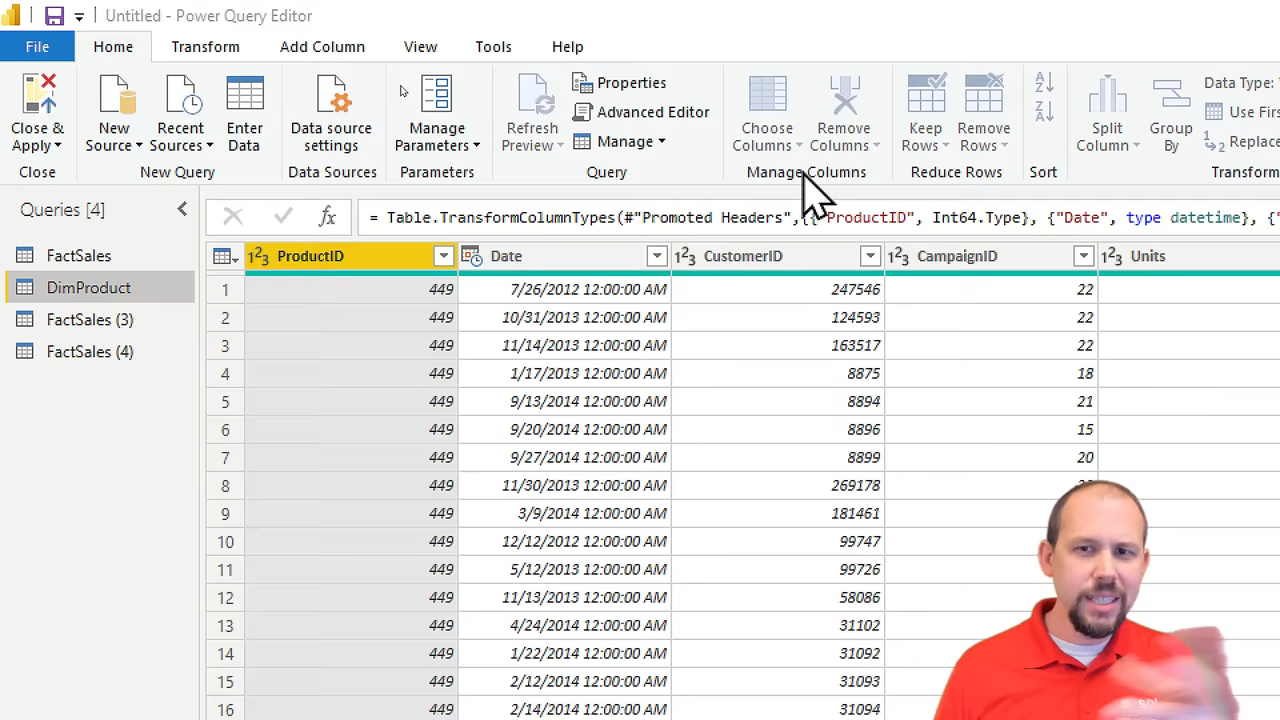 Untitled - Power Query Editor
File Home Transform Add Column View Tools Help
Close & Apply
New Source
Recent Sources
Enter Data
Data source settings
Manage Parameters
Refresh Preview
Properties
Advanced Editor
Manage
Choose Columns
Remove Columns
Keep Rows
Remove Rows
Split Column
Group By
Data Type:
Use Firs
Replace
Close New Query Data Sources Parameters Query Manage Columns Reduce Rows Sort Transform
Queries [4]
FactSales
DimProduct
FactSales (3)
FactSales (4)
fx = Table.TransformColumnTypes(#"Promoted Headers",{{"ProductID", Int64.Type}, {"Date", type datetime}, {"
1²3 ProductID Date 1²3 CustomerID 1²3 CampaignID 1²3 Units
1 449 7/26/2012 12:00:00 AM 247546 22
2 449 10/31/2013 12:00:00 AM 124593 22
3 449 11/14/2013 12:00:00 AM 163517 22
4 449 1/17/2013 12:00:00 AM 8875 18
5 449 9/13/2014 12:00:00 AM 8894 21
6 449 9/20/2014 12:00:00 AM 8896 15
7 449 9/27/2014 12:00:00 AM 8899 20
8 449 11/30/2013 12:00:00 AM 269178
9 449 3/9/2014 12:00:00 AM 181461
10 449 12/12/2012 12:00:00 AM 99747
11 449 5/12/2013 12:00:00 AM 99726
12 449 11/13/2013 12:00:00 AM 58086
13 449 4/24/2014 12:00:00 AM 31102
14 449 1/22/2014 12:00:00 AM 31092
15 449 2/12/2014 12:00:00 AM 31093
16 449 2/14/2014 12:00:00 AM 31094